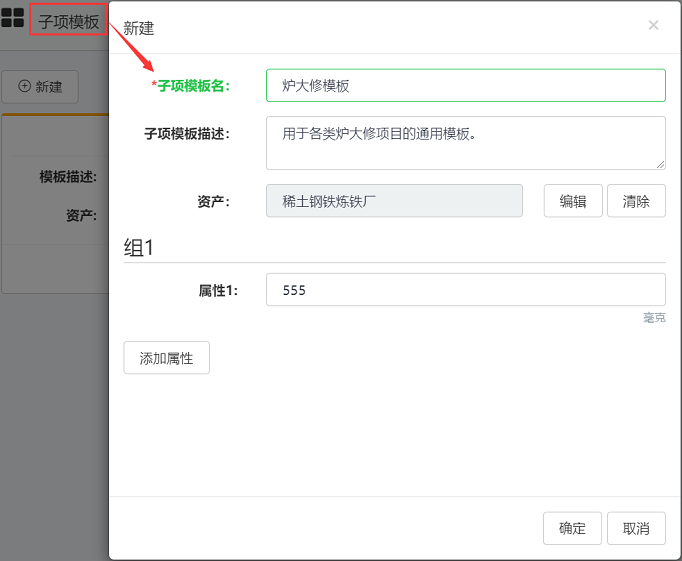 子项模板
新建
模板描述:
资产:
新建
×
*子项模板名:
炉大修模板
子项模板描述:
用于各类炉大修项目的通用模板。
资产:
稀土钢铁炼铁厂
编辑
清除
组1
属性1:
555
毫克
添加属性
确定
取消